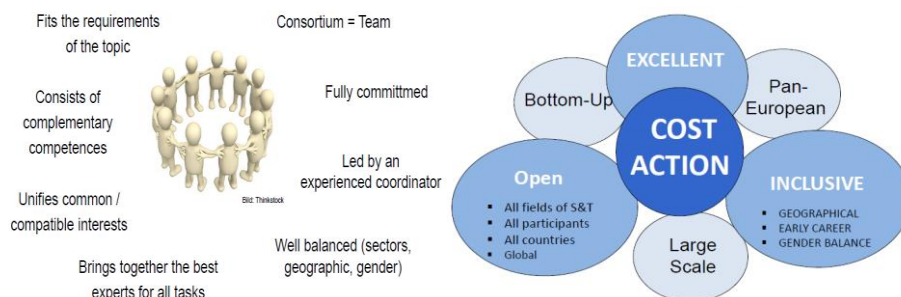 Fits the requirements
of the topic
Consortium = Team
Consists of
complementary
competences
Fully committmed
Bild: Thinkstock
Led by an
experienced coordinator
Unifies common /
compatible interests
Well balanced (sectors,
geographic, gender)
Brings together the best
experts for all tasks
EXCELLENT
Bottom-Up
Pan-
European
COST
ACTION
Open
▪ All fields of S&T
▪ All participants
▪ All countries
▪ Global
INCLUSIVE
▪ GEOGRAPHICAL
▪ EARLY CAREER
▪ GENDER BALANCE
Large
Scale